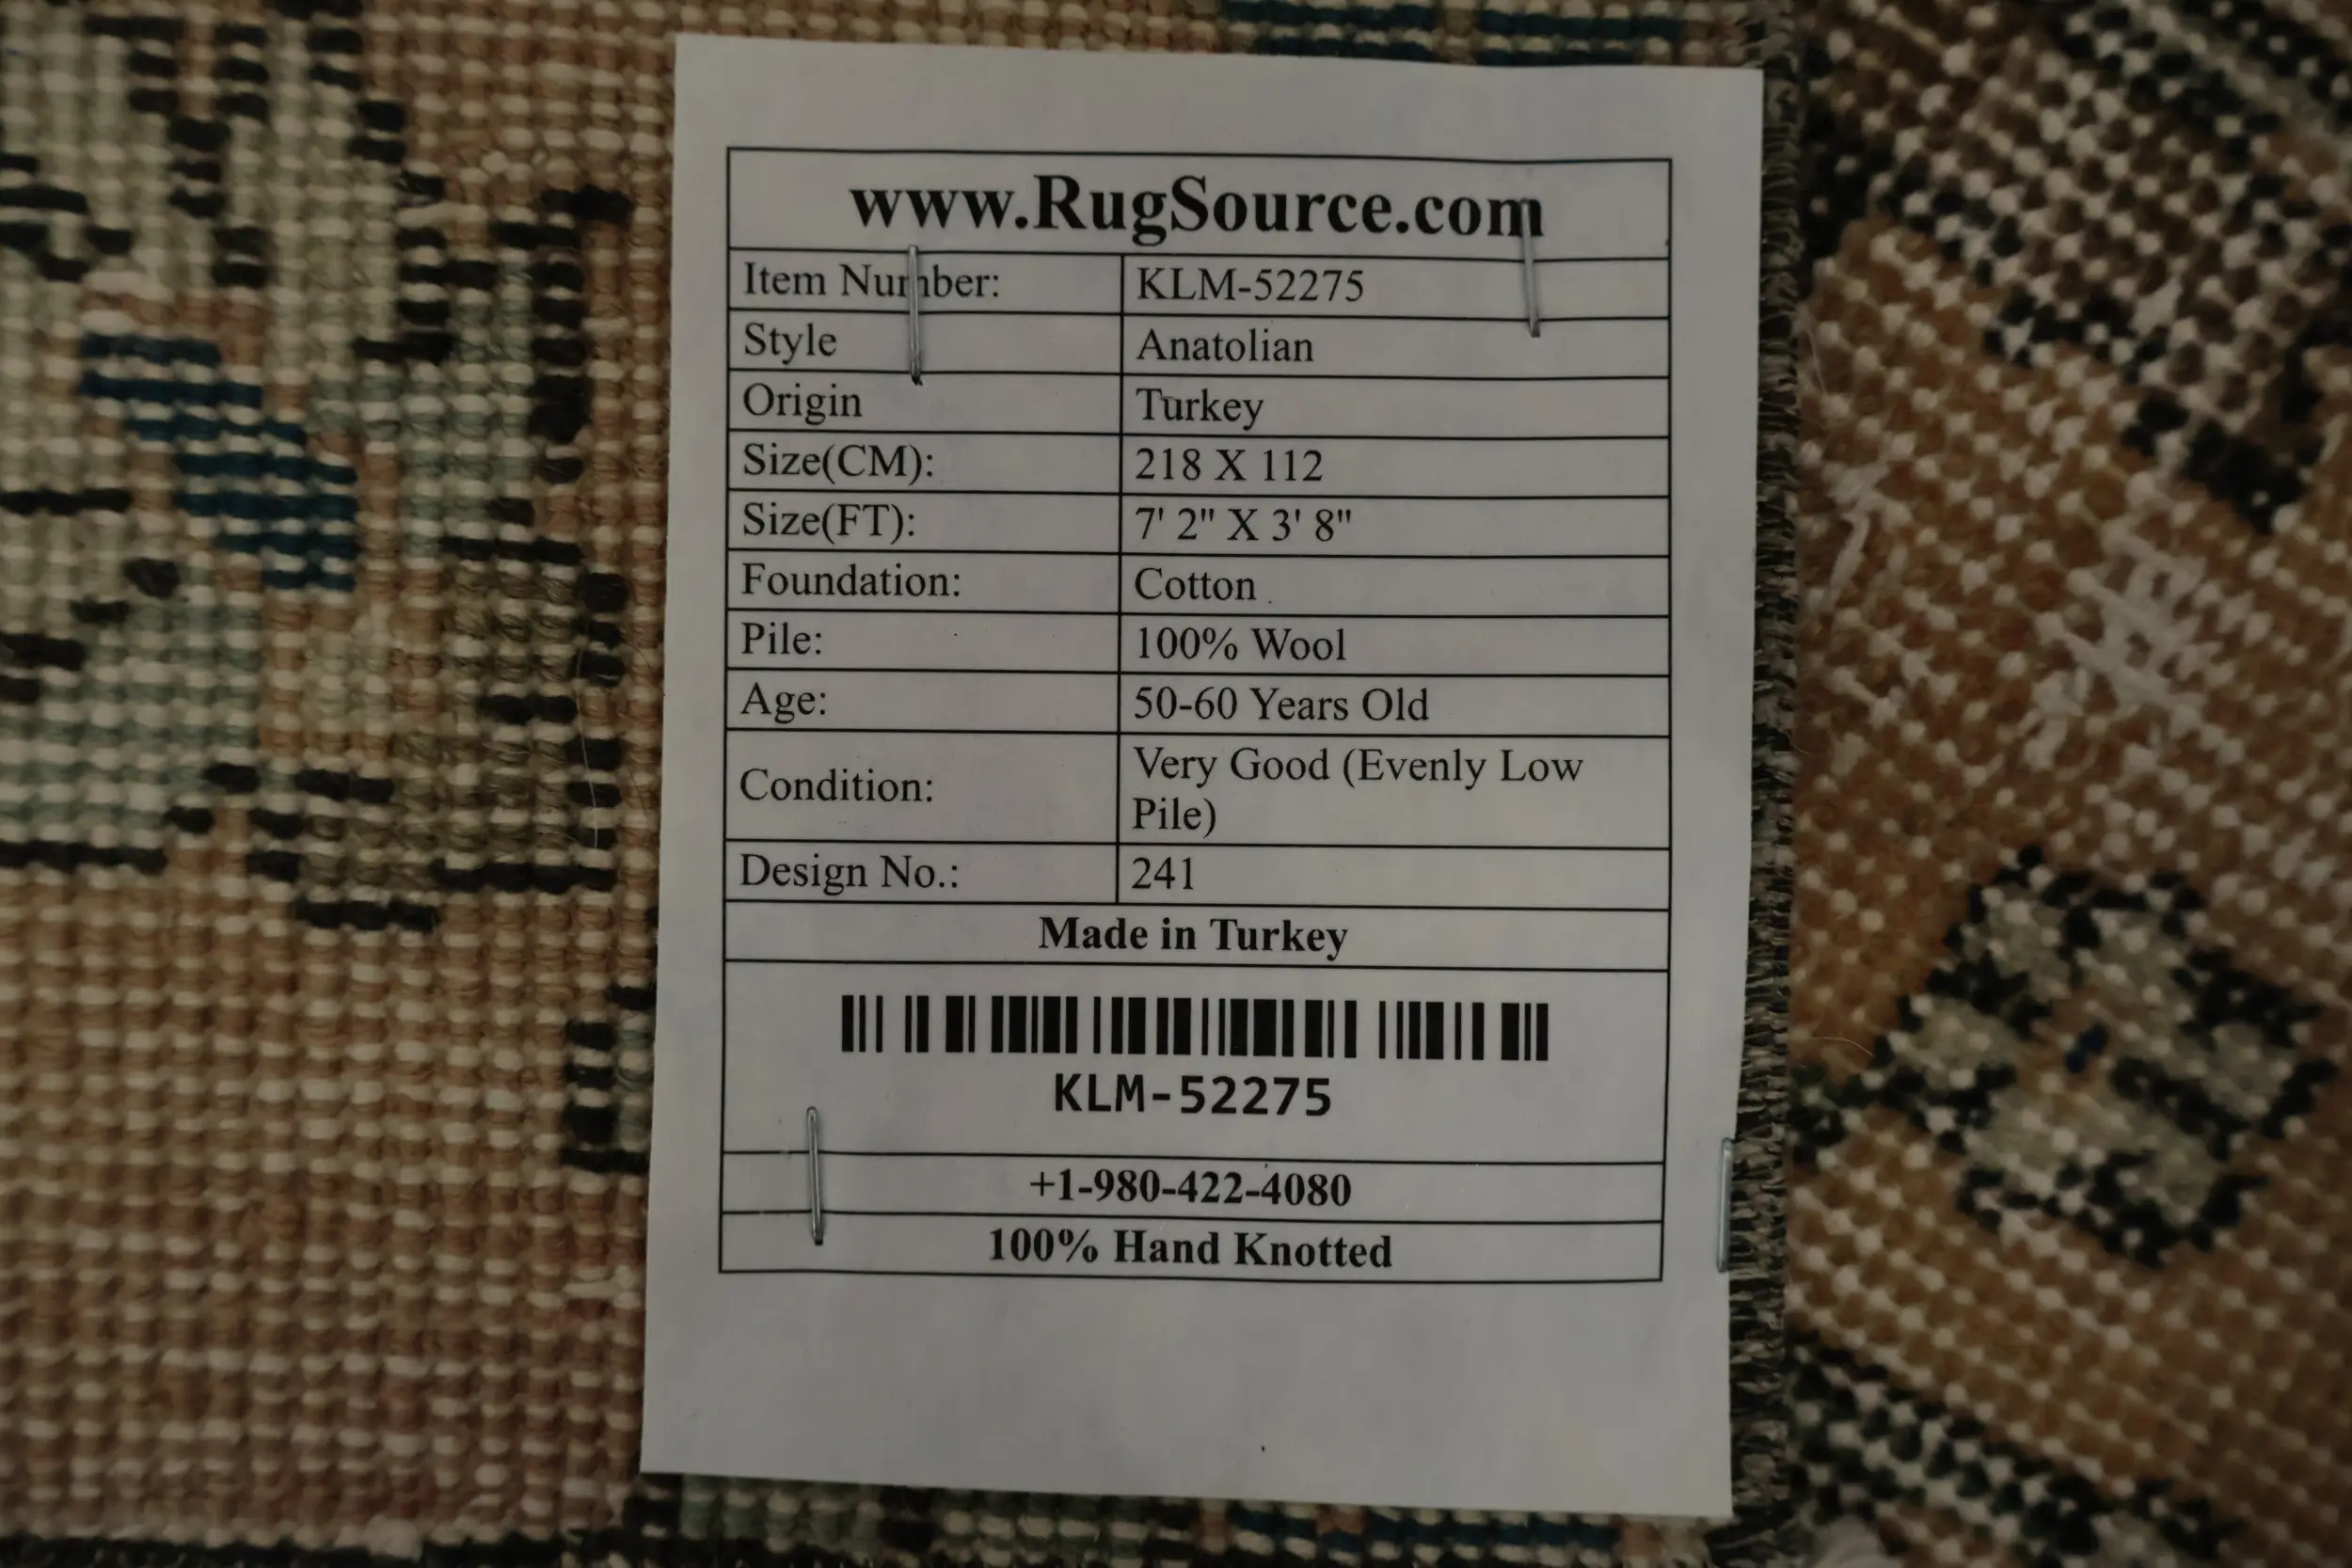 www.RugSource.com
Item Number: KLM-52275
Style Anatolian
Origin Turkey
Size(CM): 218 X 112
Size(FT): 7' 2" X 3' 8"
Foundation: Cotton
Pile: 100% Wool
Age: 50-60 Years Old
Condition: Very Good (Evenly Low
Pile)
Design No.: 241
Made in Turkey
KLM-52275
+1-980-422-4080
100% Hand Knotted